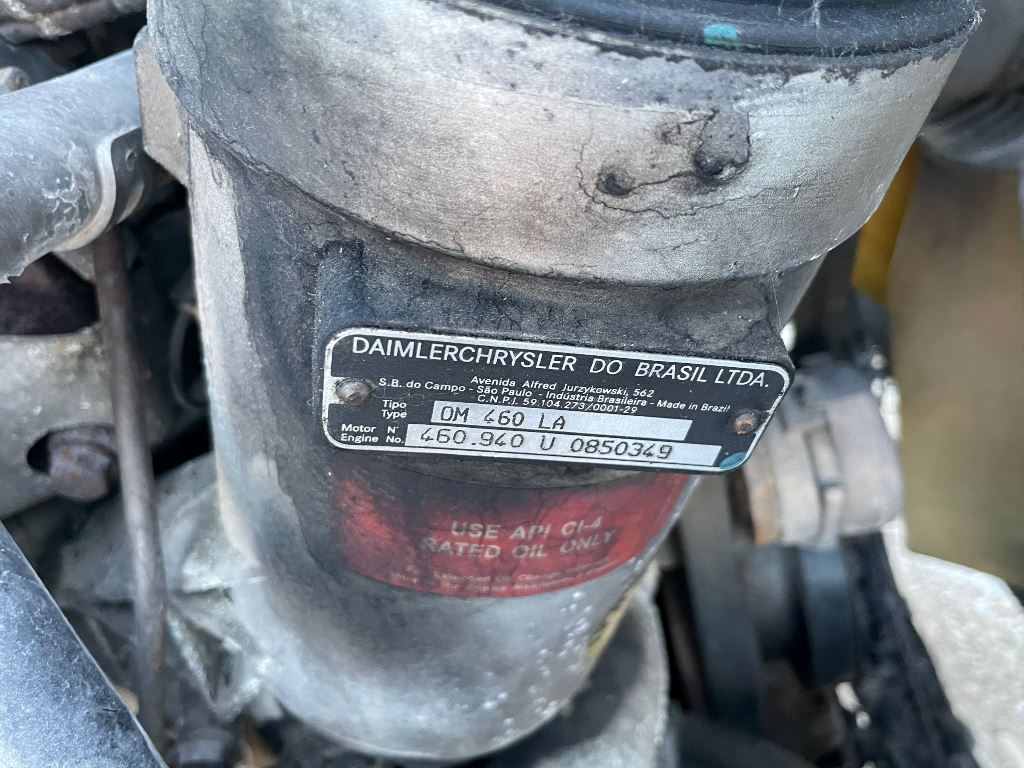 DAIMLERCHRYSLER DO BRASIL LTDA.
Avenida Alfred Jurzykowski, 562
S.B. do Campo - São Paulo - Indústria Brasileira - Made in Brazil
C.N.P.J. 59.104.273/0001-29
Tipo
Type OM 460 LA
Motor N°
Engine No. 460.940 U 0850349
USE API CI-4
RATED OIL ONLY